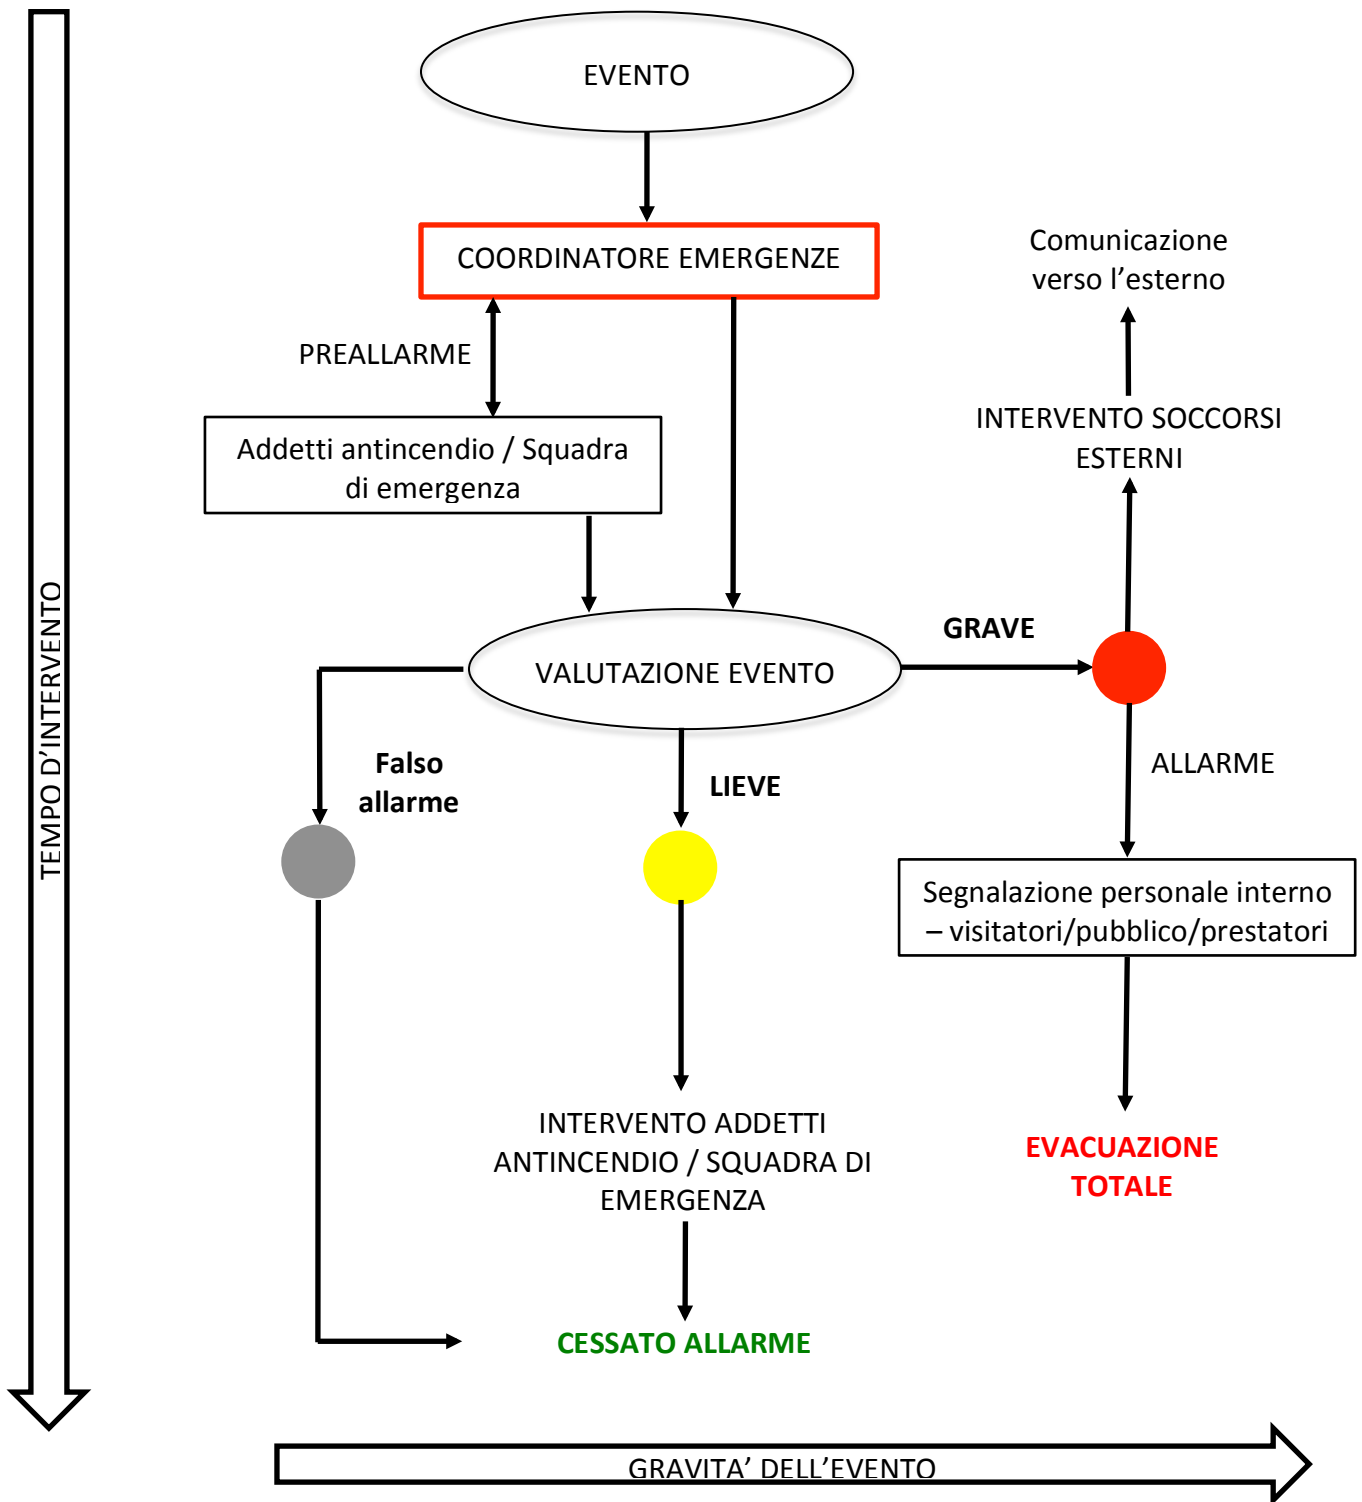 EVENTO
COORDINATORE EMERGENZE
Comunicazione
verso l’esterno
PREALLARME
INTERVENTO SOCCORSI
ESTERNI
Addetti antincendio / Squadra
di emergenza
GRAVE
VALUTAZIONE EVENTO
TEMPO D’INTERVENTO
Falso
allarme
LIEVE
ALLARME
Segnalazione personale interno
– visitatori/pubblico/prestatori
INTERVENTO ADDETTI
ANTINCENDIO / SQUADRA DI
EMERGENZA
EVACUAZIONE
TOTALE
CESSATO ALLARME
GRAVITA’ DELL’EVENTO